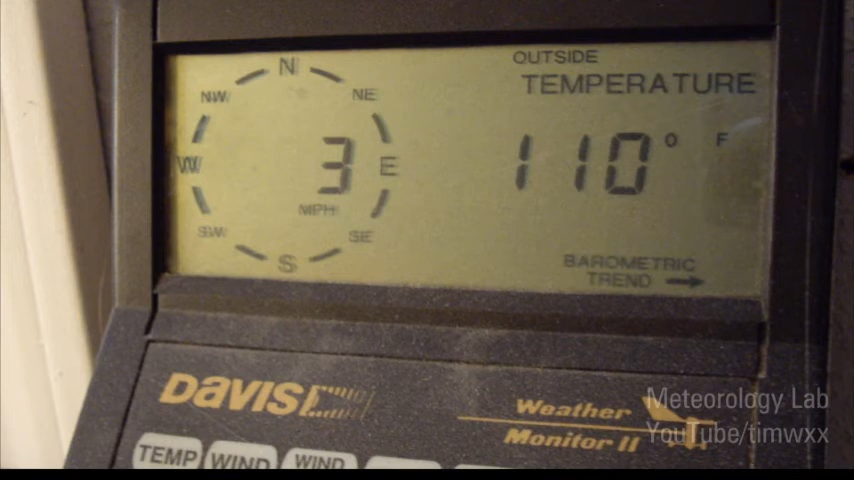 OUTSIDE
TEMPERATURE
N
NW
NE
W
3
E
110° F
MPH
SW
SE
S
BAROMETRIC
TREND →
DAVIS
Weather
Monitor II
Meteorology Lab
YouTube/timwxx
TEMP
WIND
WIND